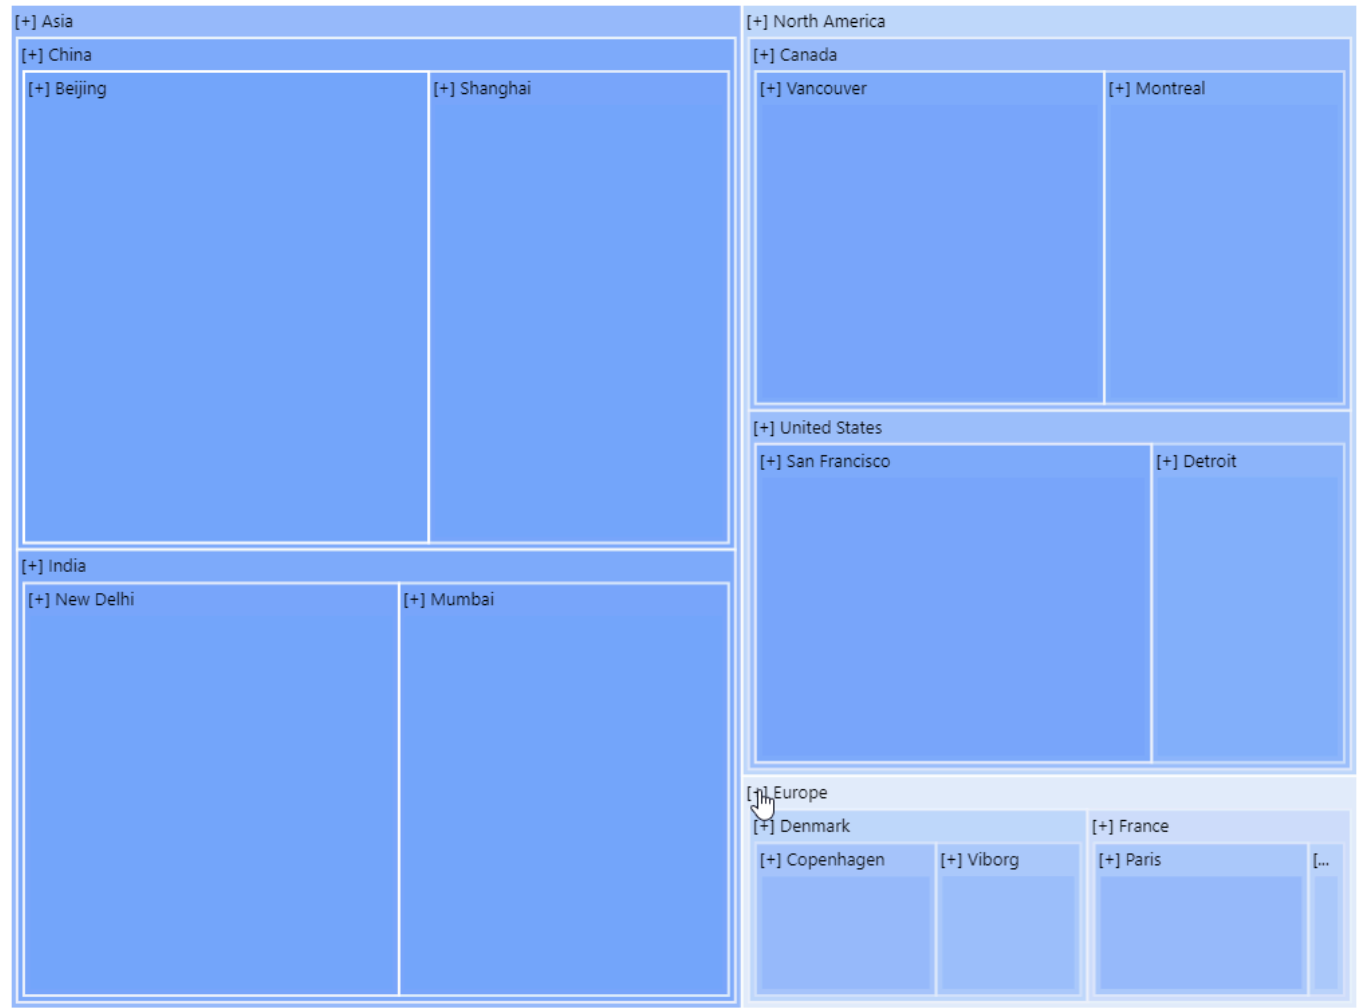 [+] Asia
[+] China
[+] Beijing
[+] Shanghai
[+] India
[+] New Delhi
[+] Mumbai
[+] North America
[+] Canada
[+] Vancouver
[+] Montreal
[+] United States
[+] San Francisco
[+] Detroit
[+] Europe
[+] Denmark
[+] Copenhagen
[+] Viborg
[+] France
[+] Paris
[...